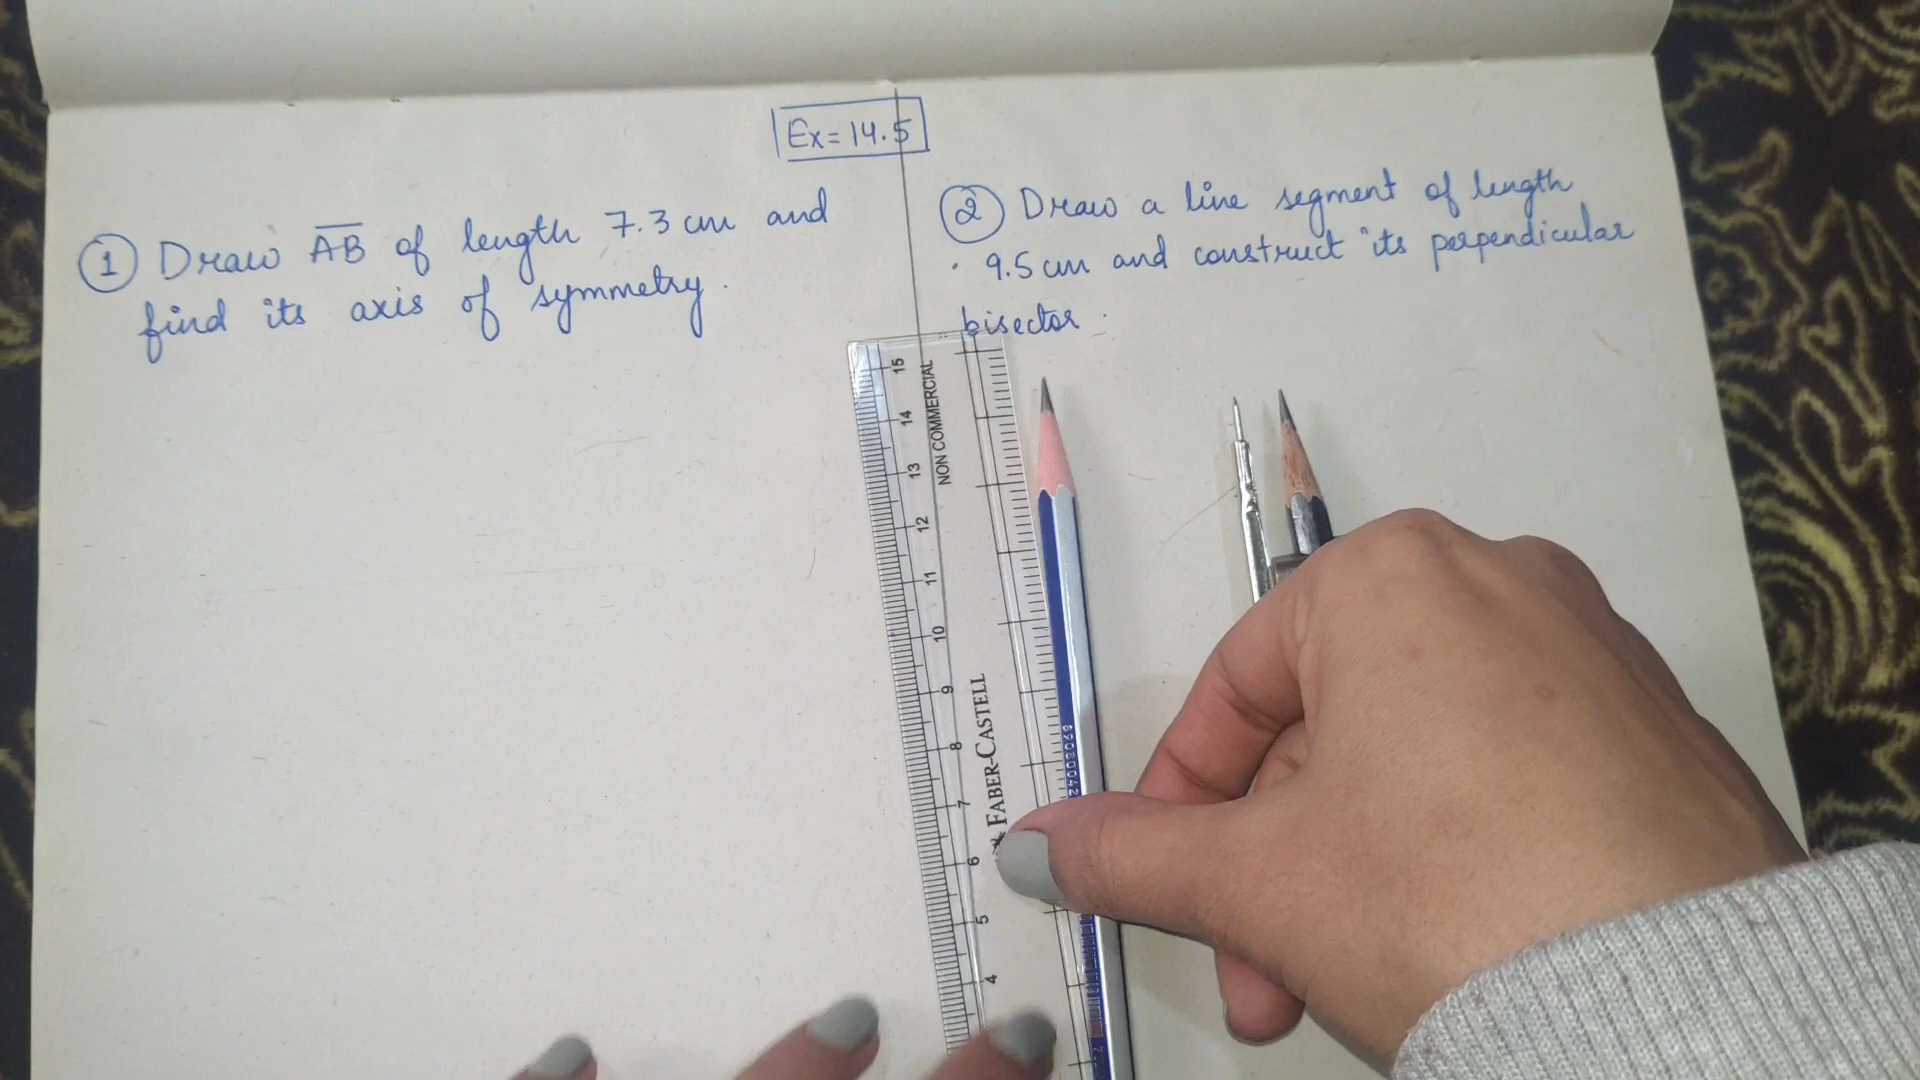 Ex = 14.5
① Draw A̅B̅ of length 7.3 cm and
find its axis of symmetry.
② Draw a line segment of length
9.5 cm and construct its perpendicular
bisector.
15
14
13
12
11
10
9
8
7
6
5
4
NON COMMERCIAL
FABER-CASTELL